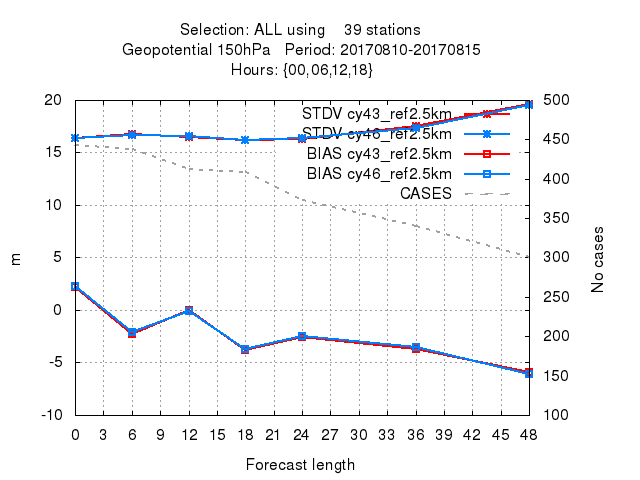 Selection: ALL using 39 stations
Geopotential 150hPa Period: 20170810-20170815
Hours: {00,06,12,18}
20 500
STDV cy43_ref2.5km
STDV cy46_ref2.5km 450
15 BIAS cy43_ref2.5km
BIAS cy46_ref2.5km 400
CASES
10 350
5 300
m No cases
250
0
200
-5
150
-10 100
0 3 6 9 12 15 18 21 24 27 30 33 36 39 42 45 48
Forecast length